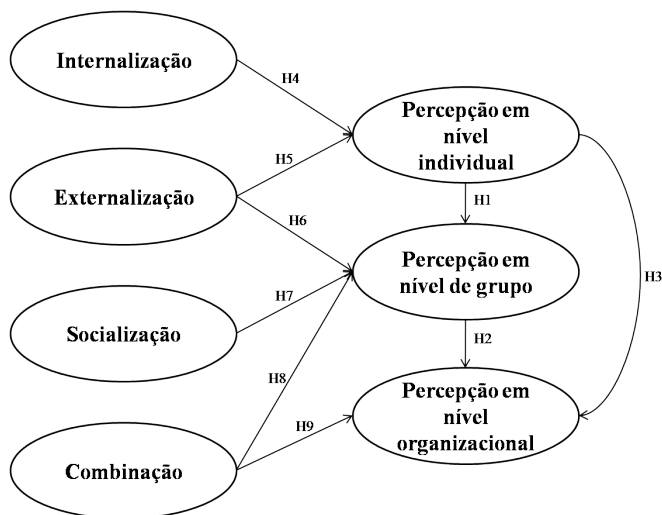 Internalização
H4
Percepção em
nível
individual
H5
Externalização
H1
H6
Percepção em
nível de grupo
H3
H7
Socialização
H2
H8
Percepção em
nível
organizacional
H9
Combinação